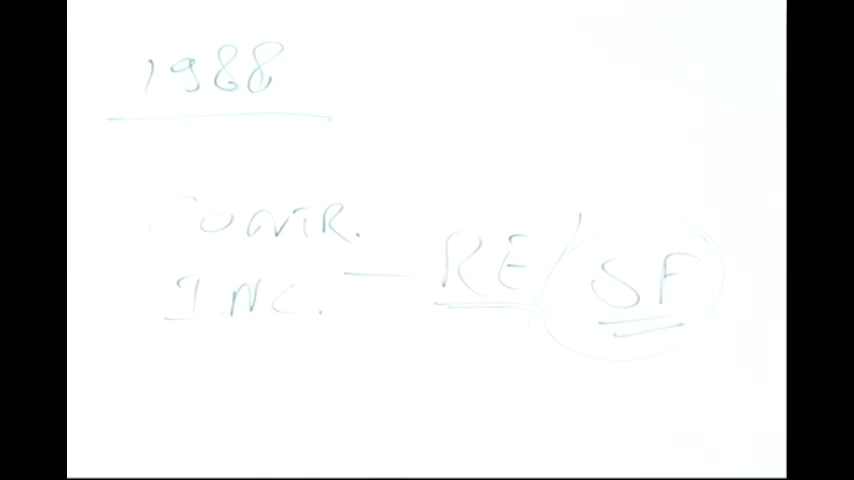 1988
CONTR.
INC. — RE/SF